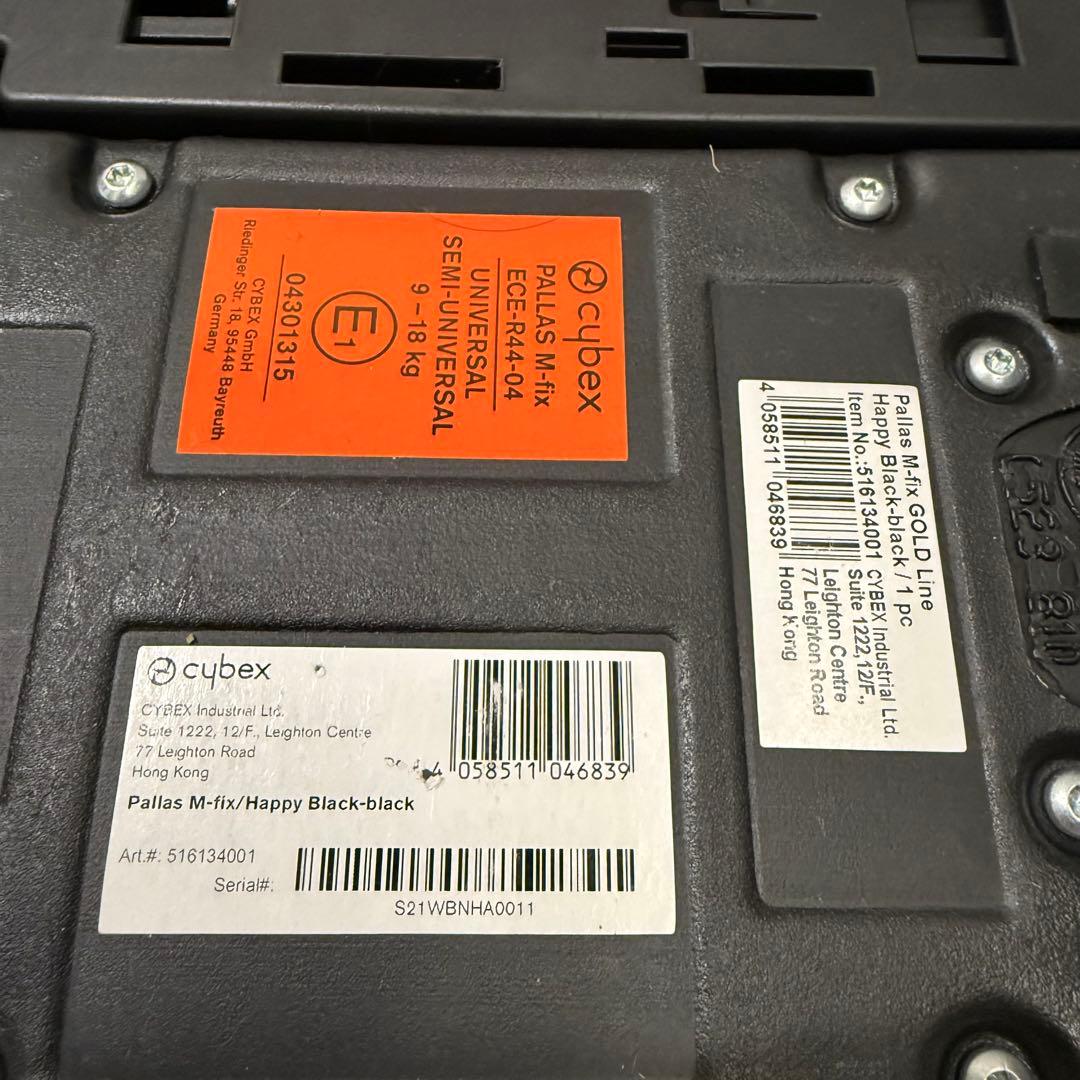 cybex
PALLAS M-fix
ECE-R44-04
UNIVERSAL
SEMI-UNIVERSAL
9 – 18 kg
E1
04301315
CYBEX GmbH
Riedinger Str. 18, 95448 Bayreuth
Germany
Pallas M-fix GOLD Line
Happy Black-black / 1 pc
Item No.:516134001
4 058511 046839
CYBEX Industrial Ltd.
Suite 1222,12/F.,
Leighton Centre
77 Leighton Road
Hong Kong
cybex
CYBEX Industrial Ltd.
Suite 1222, 12/F., Leighton Centre
77 Leighton Road
Hong Kong
4 058511 046839
Pallas M-fix/Happy Black-black
Art.#: 516134001
Serial#:
S21WBNHA0011